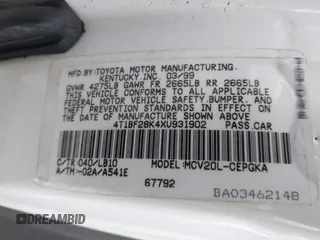 MFD. BY: TOYOTA MOTOR MANUFACTURING,
KENTUCKY INC. 03/99
GVWR 4275LB GAWR FR 2665LB RR 2665LB
THIS VEHICLE CONFORMS TO ALL APPLICABLE
FEDERAL MOTOR VEHICLE SAFETY, BUMPER, AND
THEFT PREVENTION STANDARDS IN EFFECT ON
THE DATE OF MANUFACTURE SHOWN ABOVE.
4T1BF28K4XU931902 PASS.CAR
C/TR:040/LB10 MODEL:MCV20L-CEPGKA
A/TM:-02A/A541E
67792
BA03462148
AUTOBIDMASTER